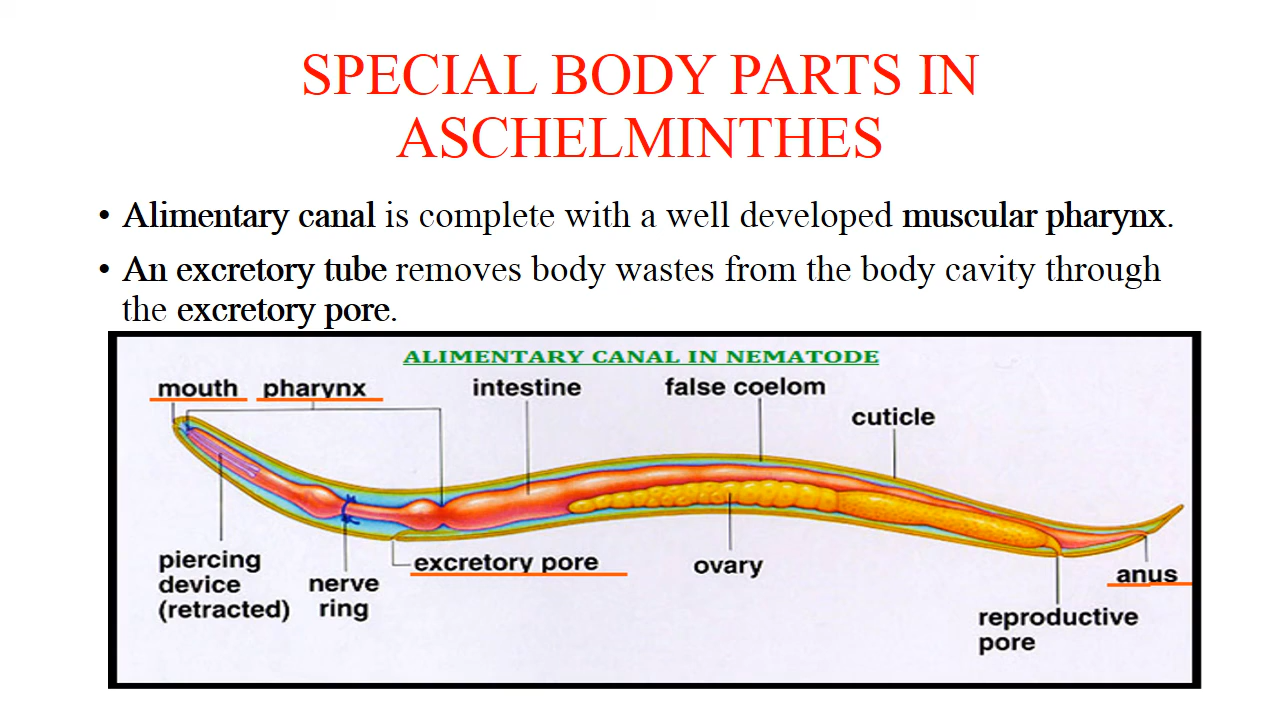 SPECIAL BODY PARTS IN
ASCHELMINTHES
• Alimentary canal is complete with a well developed muscular pharynx.
• An excretory tube removes body wastes from the body cavity through
the excretory pore.
ALIMENTARY CANAL IN NEMATODE
mouth pharynx intestine false coelom
cuticle
piercing
device
(retracted)
nerve
ring
excretory pore
ovary
anus
reproductive
pore